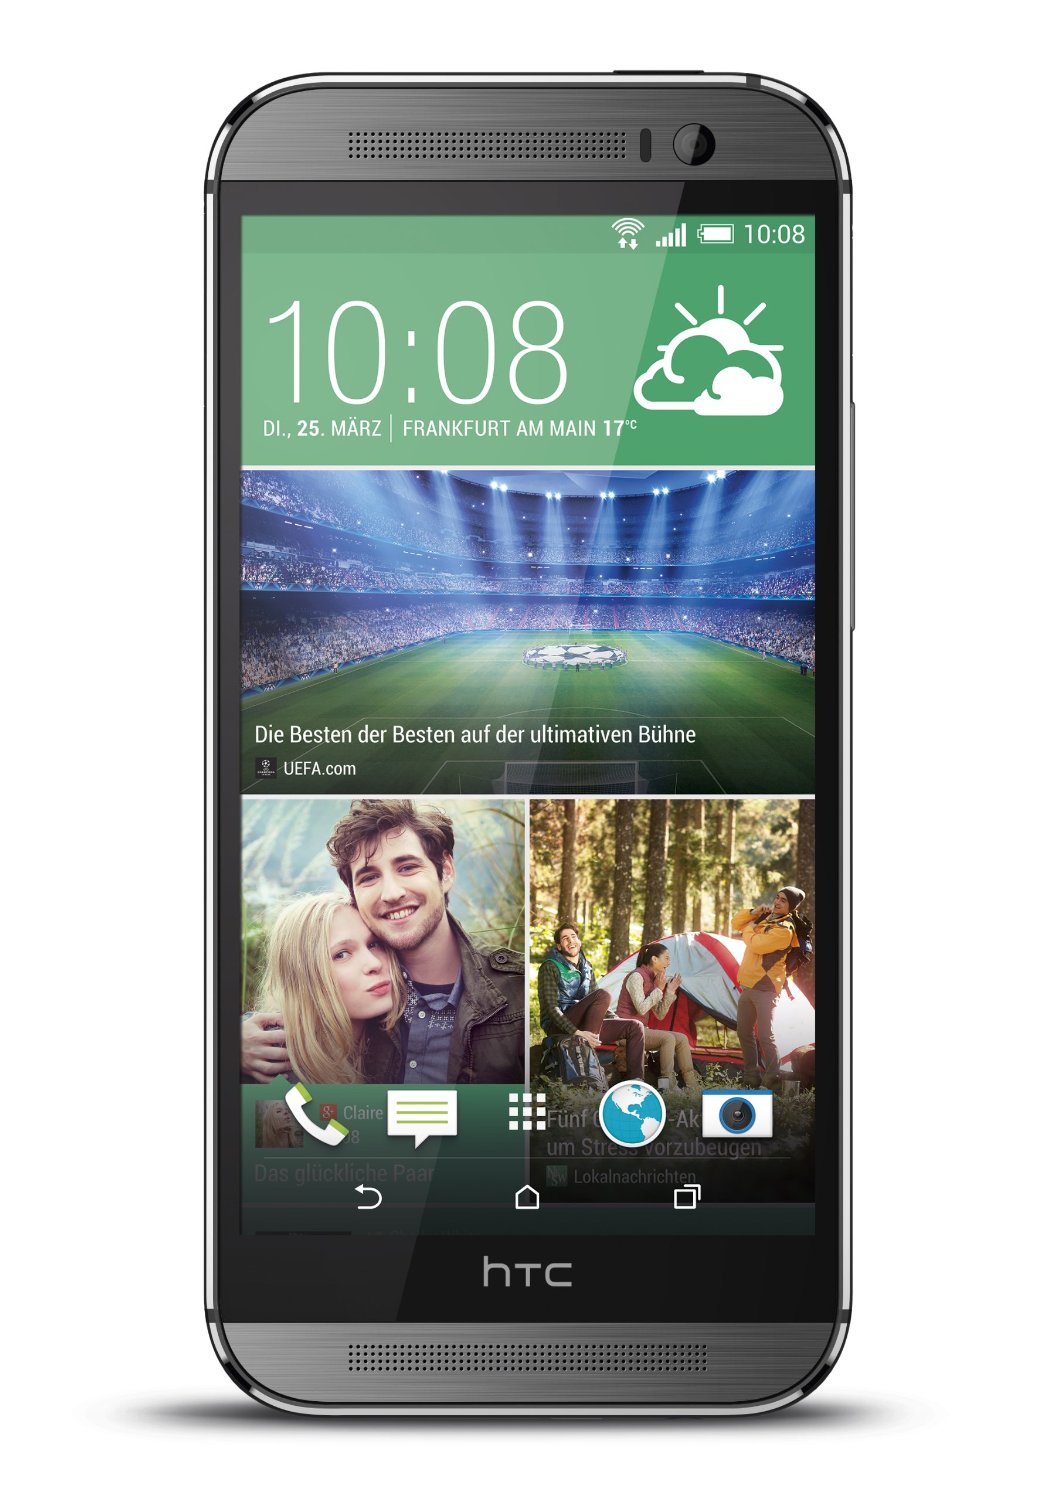 10:08
10:08
DI., 25. MÄRZ | FRANKFURT AM MAIN 17°C
Die Besten der Besten auf der ultimativen Bühne
UEFA.com
Claire
Das glückliche Paar
Fünf
um Stress vorzubeugen
Lokalnachrichten
hTC